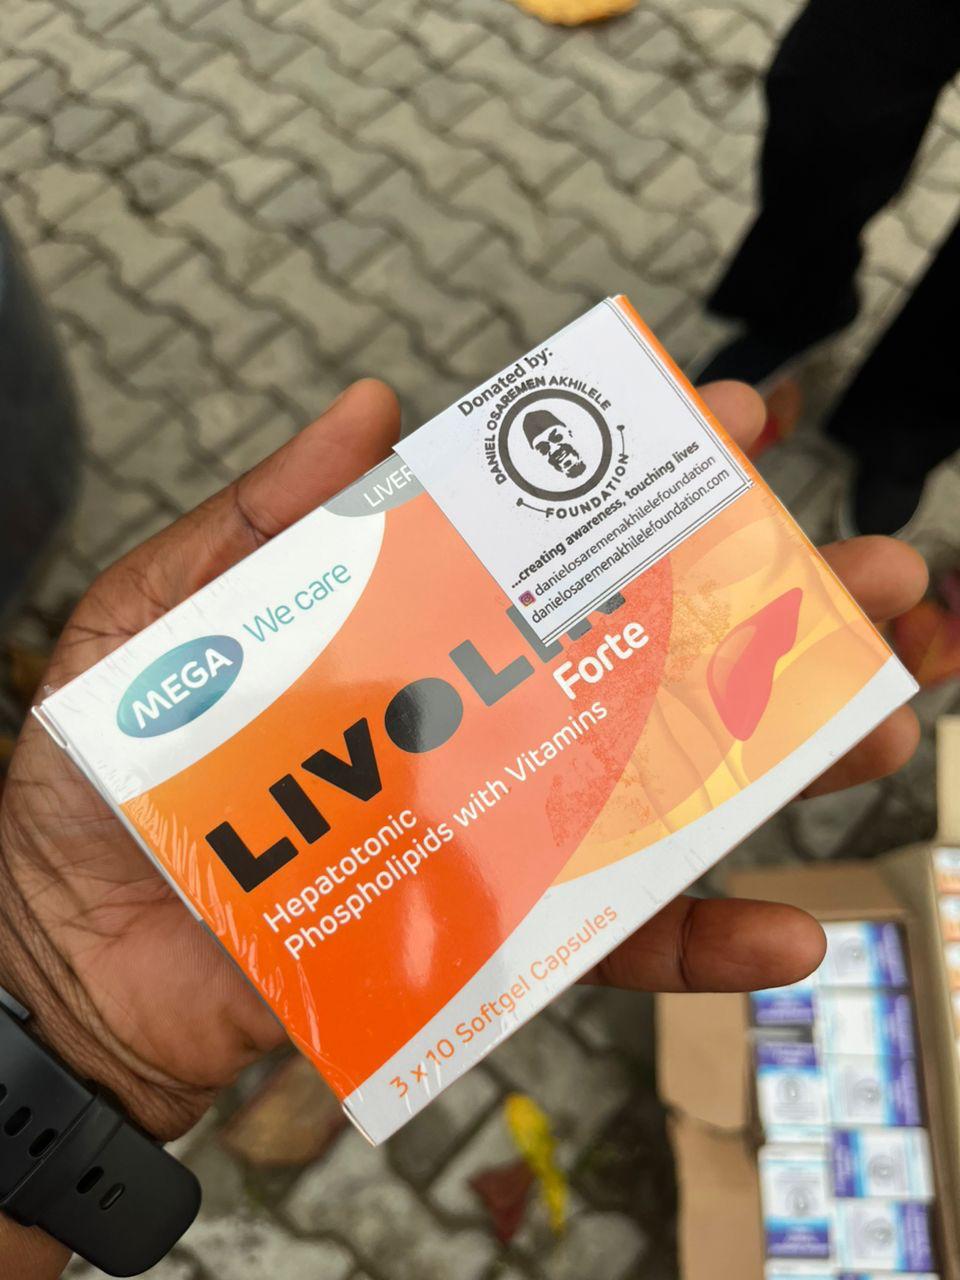 Donated by:
DANIEL OSAREMEN AKHILELE
FOUNDATION
...creating awareness, touching lives
danielosaremenakhilelefoundation
danielosaremenakhilelefoundation.com
LIVER
MEGA We care
LIVOLIN
Forte
Hepatotonic
Phospholipids with Vitamins
3 x 10 Softgel Capsules